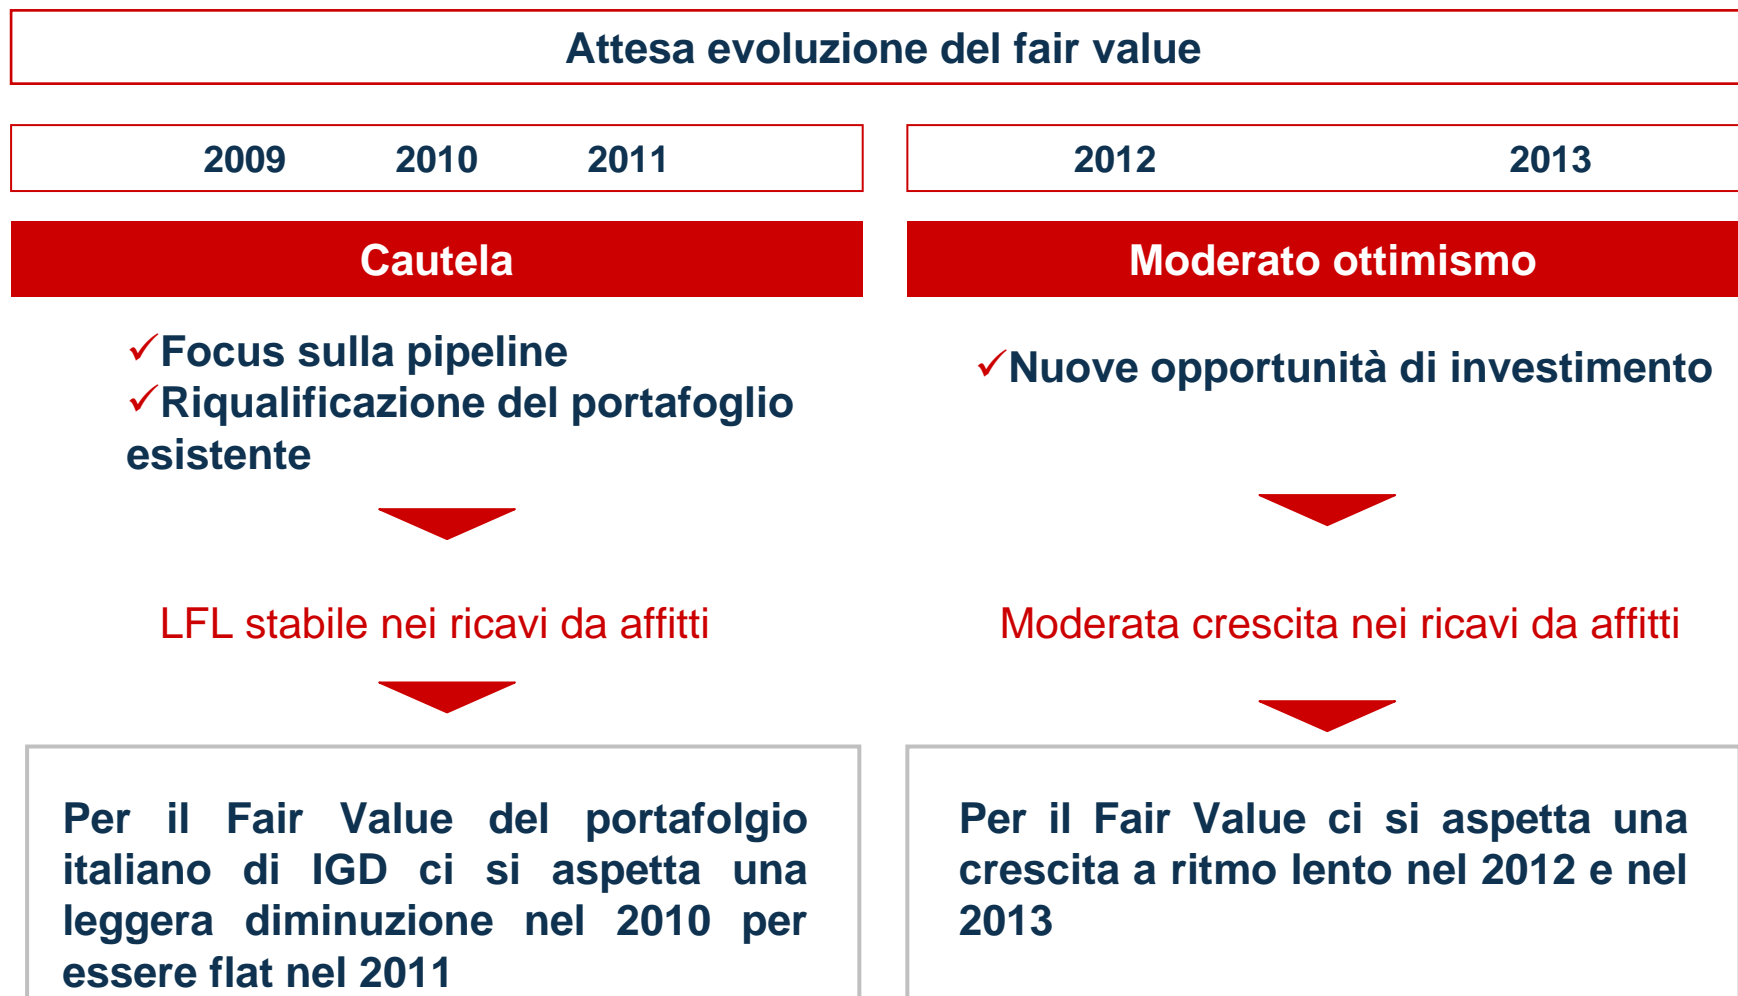 Attesa evoluzione del fair value
2009 2010 2011
Cautela
✓Focus sulla pipeline
✓Riqualificazione del portafoglio
esistente
LFL stabile nei ricavi da affitti
Per il Fair Value del portafolgio
italiano di IGD ci si aspetta una
leggera diminuzione nel 2010 per
essere flat nel 2011
2012 2013
Moderato ottimismo
✓Nuove opportunità di investimento
Moderata crescita nei ricavi da affitti
Per il Fair Value ci si aspetta una
crescita a ritmo lento nel 2012 e nel
2013